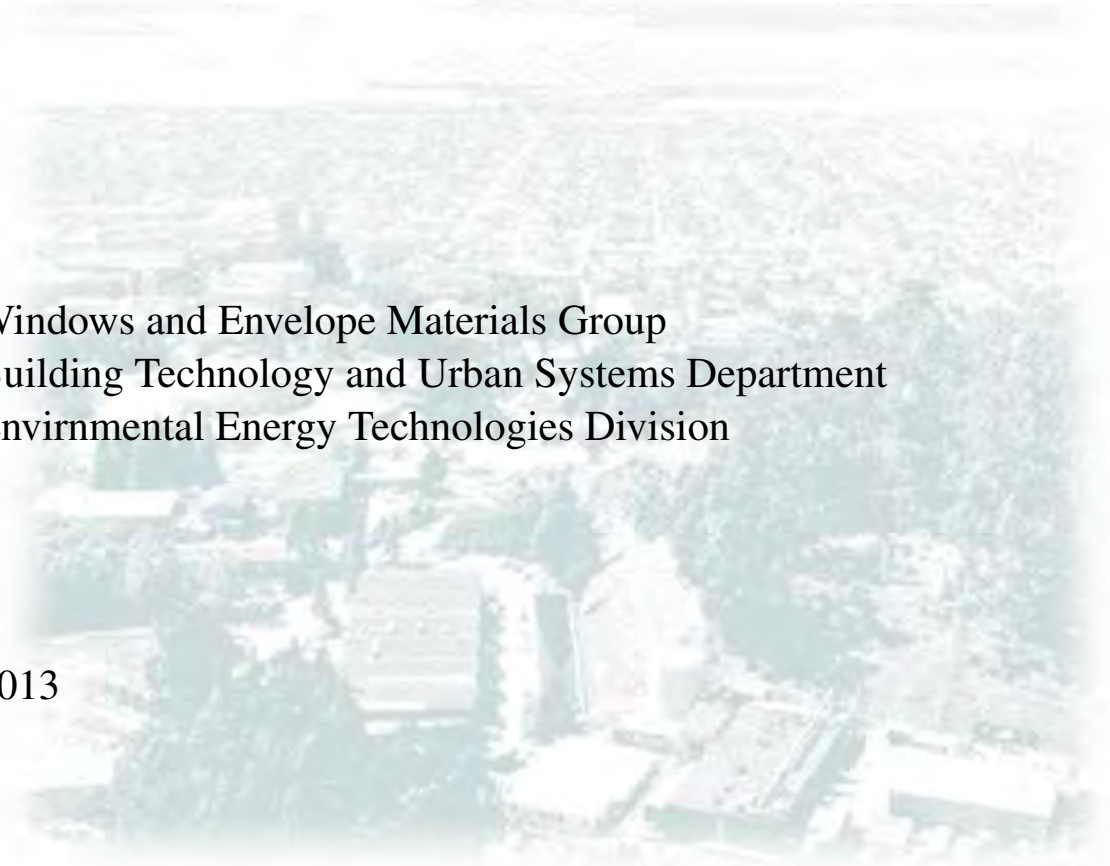 Windows and Envelope Materials Group
uilding Technology and Urban Systems Department
nvirnmental Energy Technologies Division
013